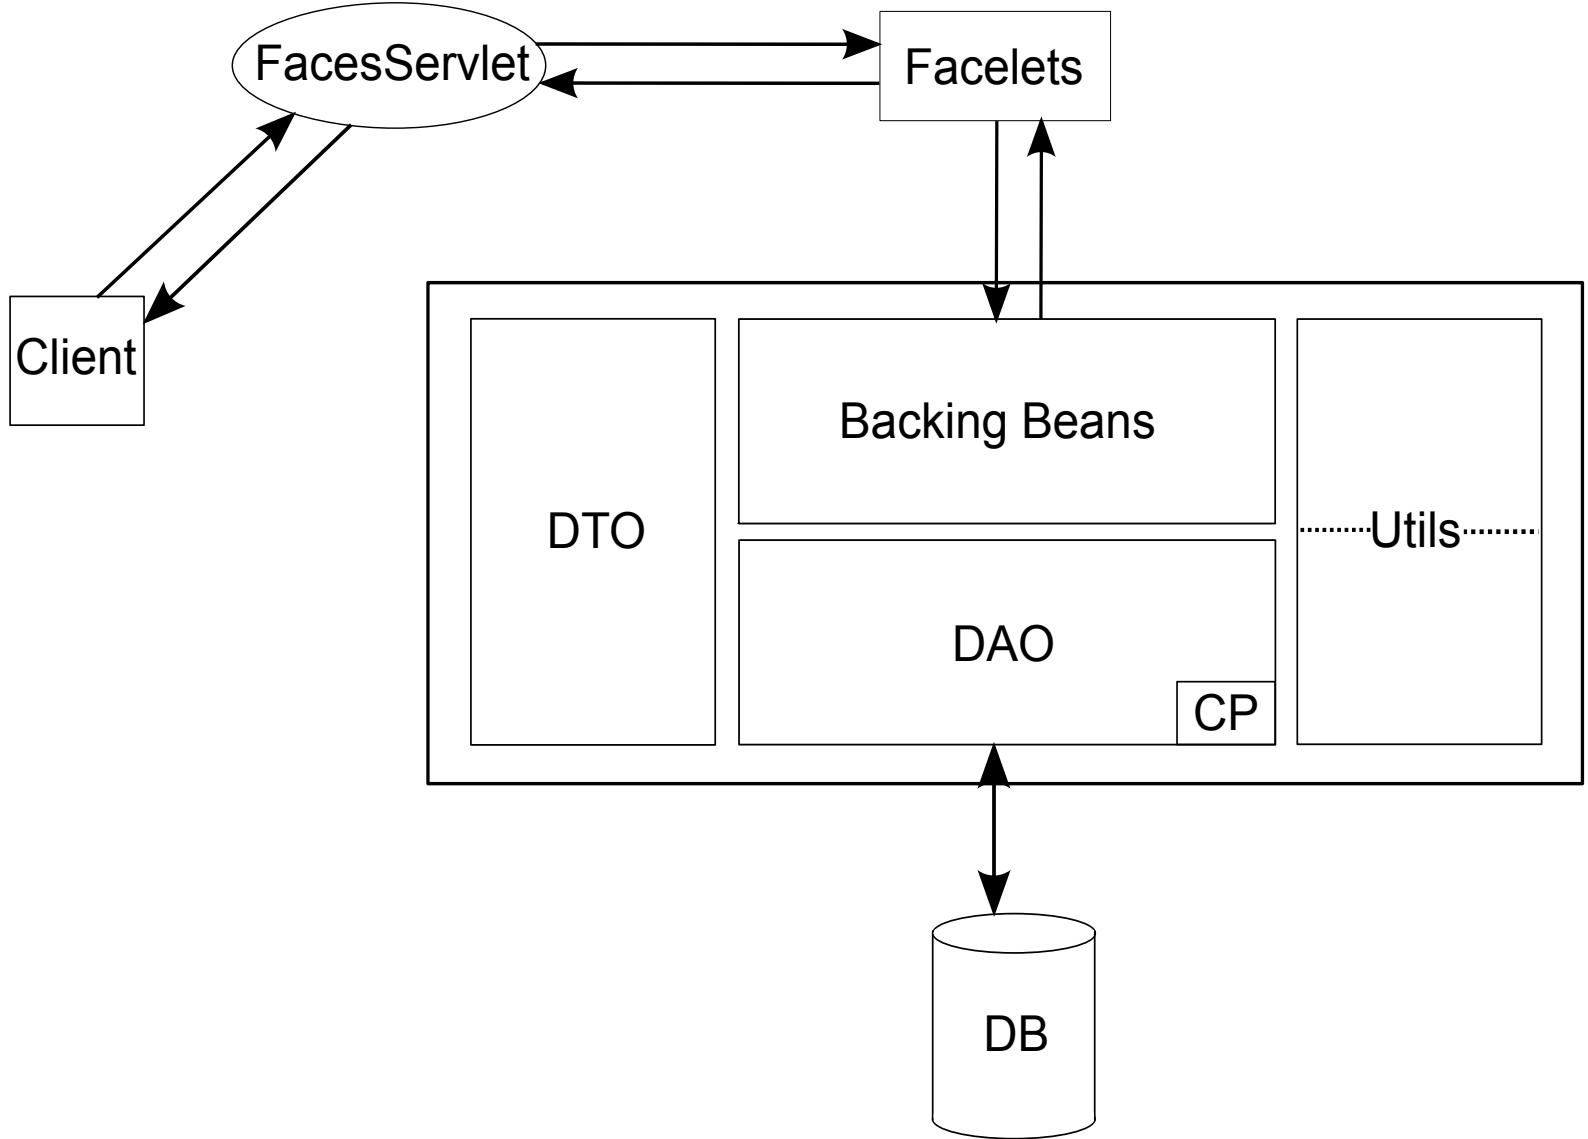 FacesServlet
Facelets
Client
Backing Beans
DTO
Utils
DAO
CP
DB